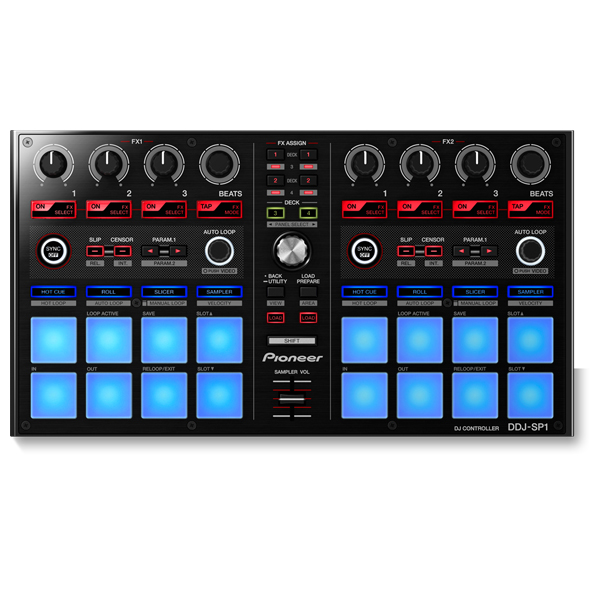 FX1
FX ASSIGN
FX2
1 DECK 1
3
2 DECK 2
4
1 2 3 BEATS
ON FX SELECT
ON FX SELECT
ON FX SELECT
TAP FX MODE
DECK
3 4
PANEL SELECT
1 2 3 BEATS
ON FX SELECT
ON FX SELECT
ON FX SELECT
TAP FX MODE
SYNC OFF
SLIP CENSOR
REL. INT.
PARAM.1
◄ ►
PARAM.2
AUTO LOOP
PUSH VIDEO
BACK
–UTILITY
VIEW
LOAD
PREPARE
AREA
LOAD LOAD
SHIFT
Pioneer
SAMPLER VOL
SYNC OFF
SLIP CENSOR
REL. INT.
PARAM.1
◄ ►
PARAM.2
AUTO LOOP
PUSH VIDEO
HOT CUE ROLL SLICER SAMPLER
HOT LOOP AUTO LOOP MANUAL LOOP VELOCITY
LOOP ACTIVE SAVE SLOT▲
IN OUT RELOOP/EXIT SLOT▼
HOT CUE ROLL SLICER SAMPLER
HOT LOOP AUTO LOOP MANUAL LOOP VELOCITY
LOOP ACTIVE SAVE SLOT▲
IN OUT RELOOP/EXIT SLOT▼
DJ CONTROLLER DDJ-SP1